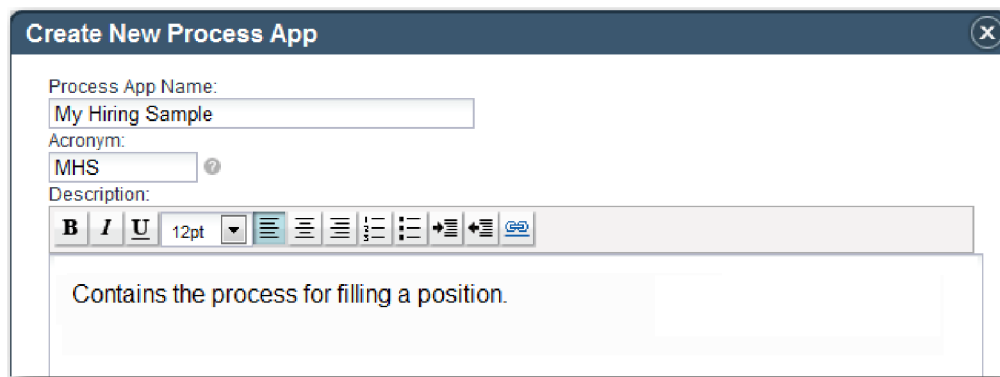 Create New Process App
Process App Name:
My Hiring Sample
Acronym:
MHS
?
Description:
B I U 12pt
Contains the process for filling a position.